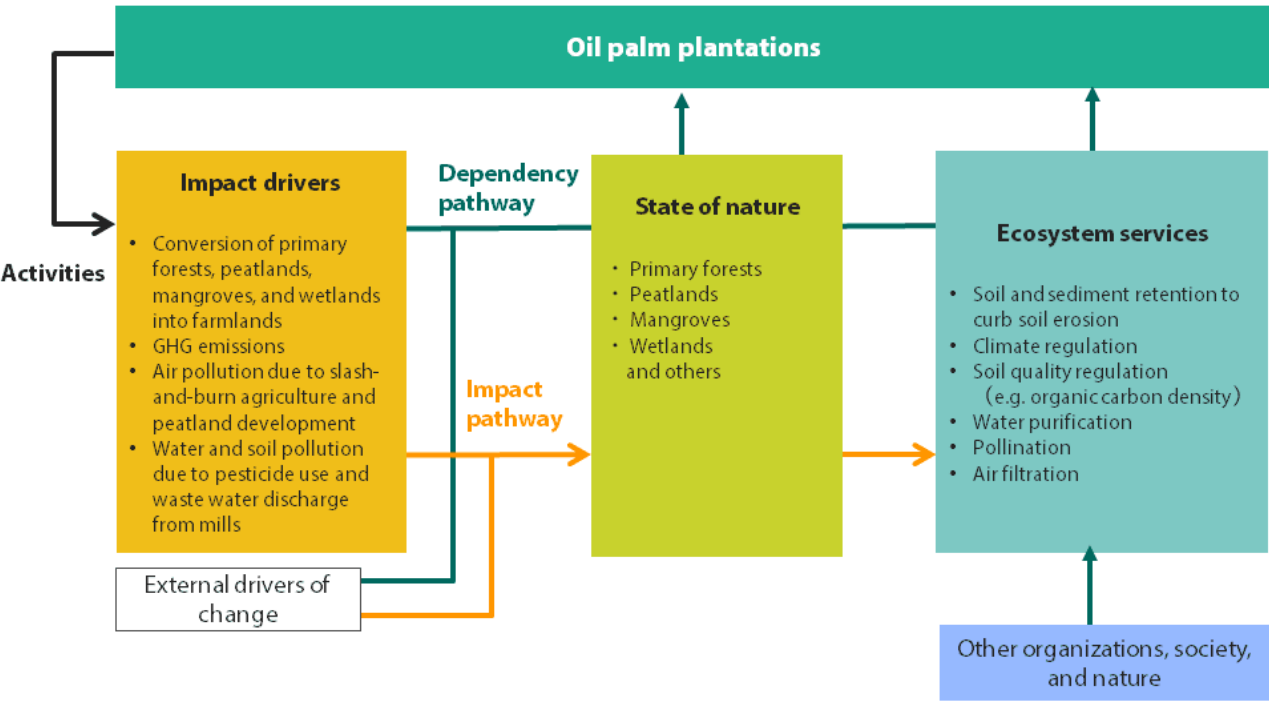 Oil palm plantations
Activities
Impact drivers
• Conversion of primary
forests, peatlands,
mangroves, and wetlands
into farmlands
• GHG emissions
• Air pollution due to slash-
and-burn agriculture and
peatland development
• Water and soil pollution
due to pesticide use and
waste water discharge
from mills
External drivers of
change
Dependency
pathway
Impact
pathway
State of nature
・Primary forests
・Peatlands
・Mangroves
・Wetlands
and others
Ecosystem services
• Soil and sediment retention to
curb soil erosion
• Climate regulation
• Soil quality regulation
（e.g. organic carbon density）
• Water purification
• Pollination
• Air filtration
Other organizations, society,
and nature